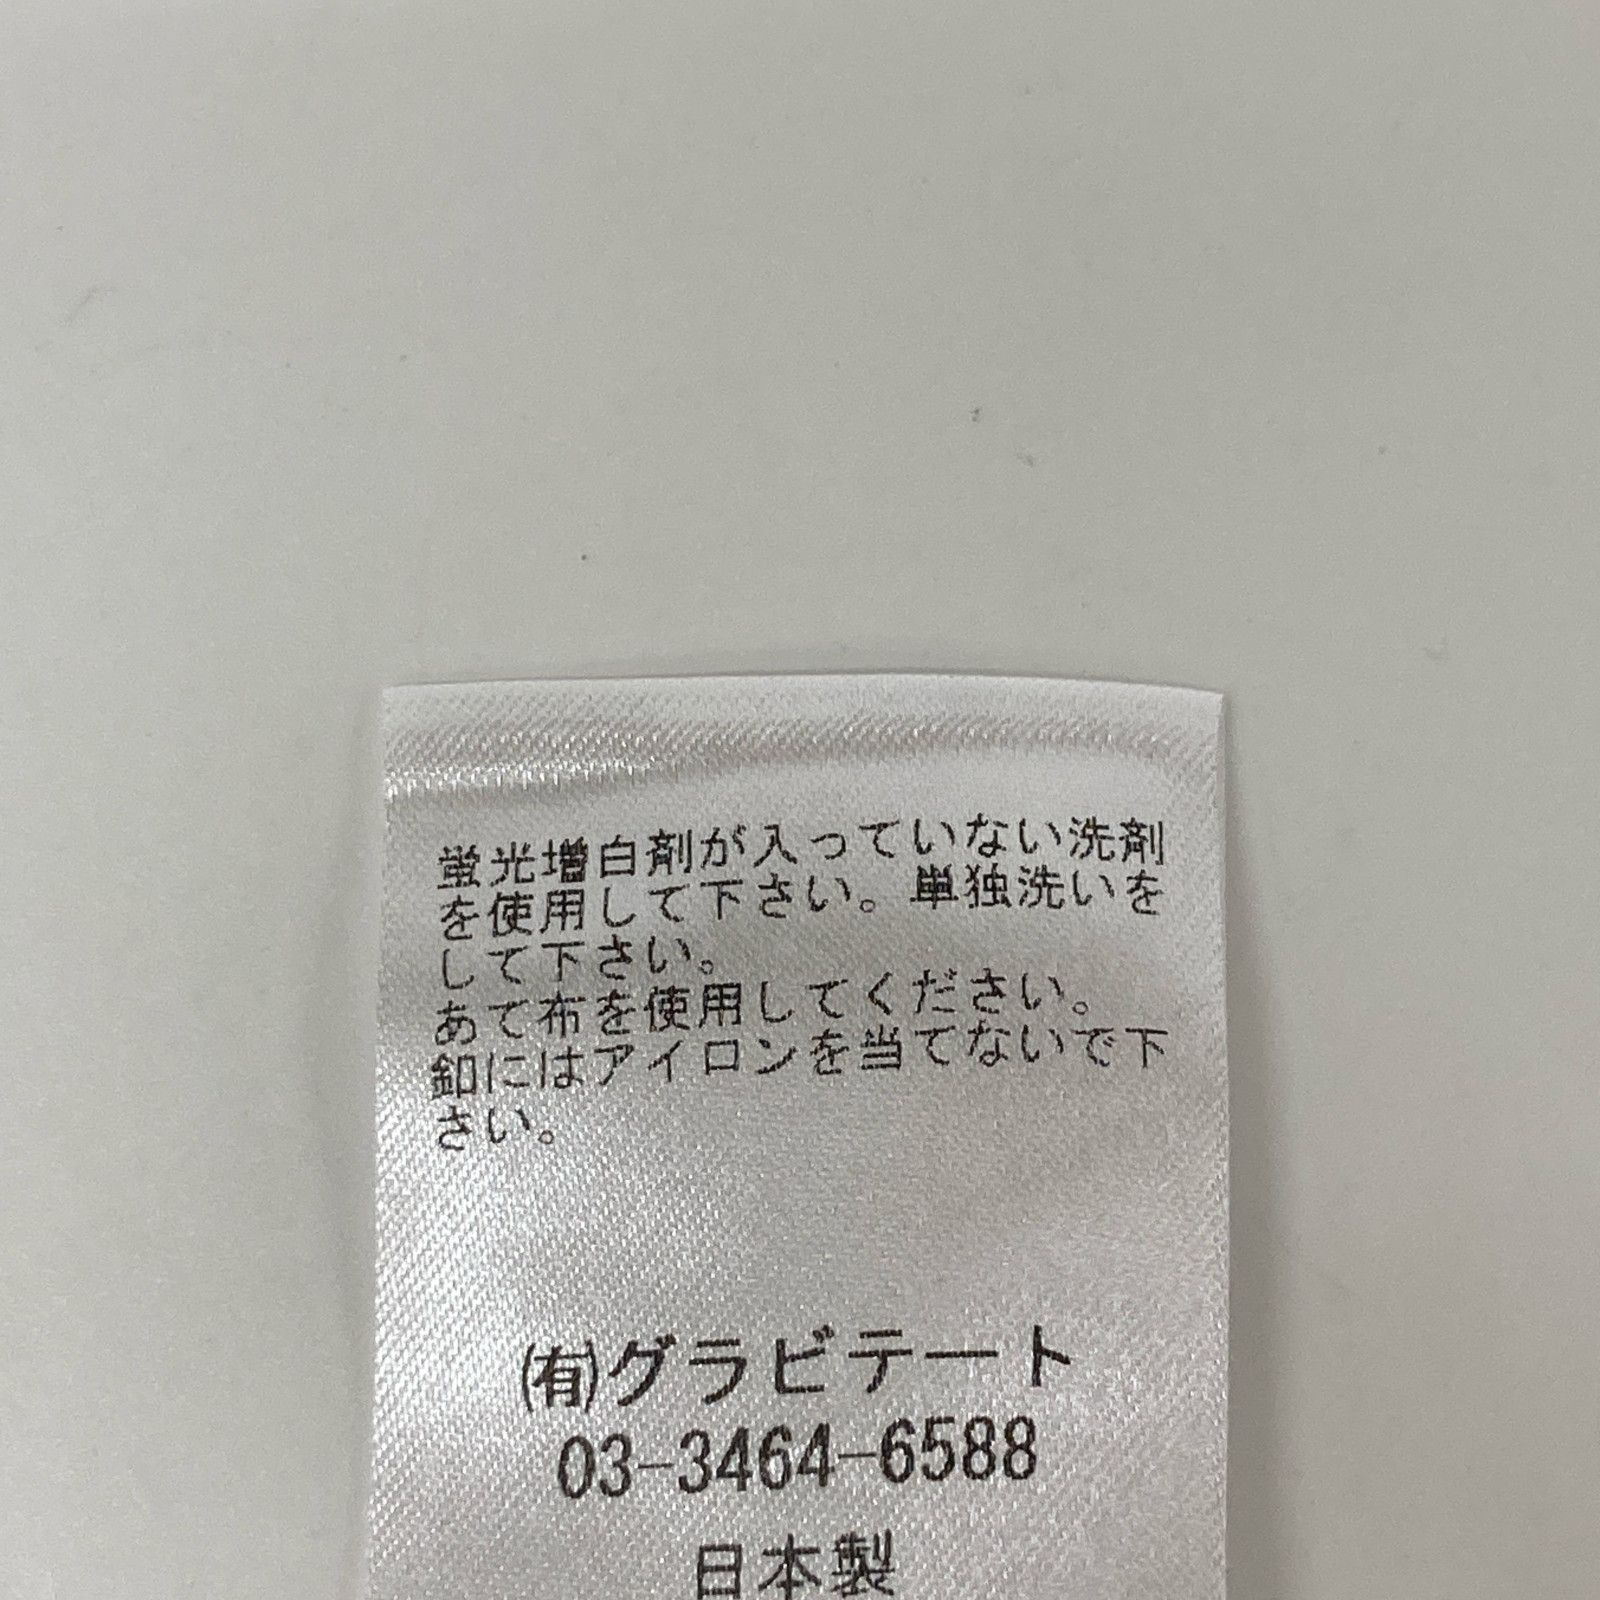 蛍光増白剤が入っていない洗剤
を使用して下さい。単独洗いを
して下さい。
あて布を使用してください。
釦にはアイロンを当てないで下
さい。
㈲グラビテート
03-3464-6588
日本製